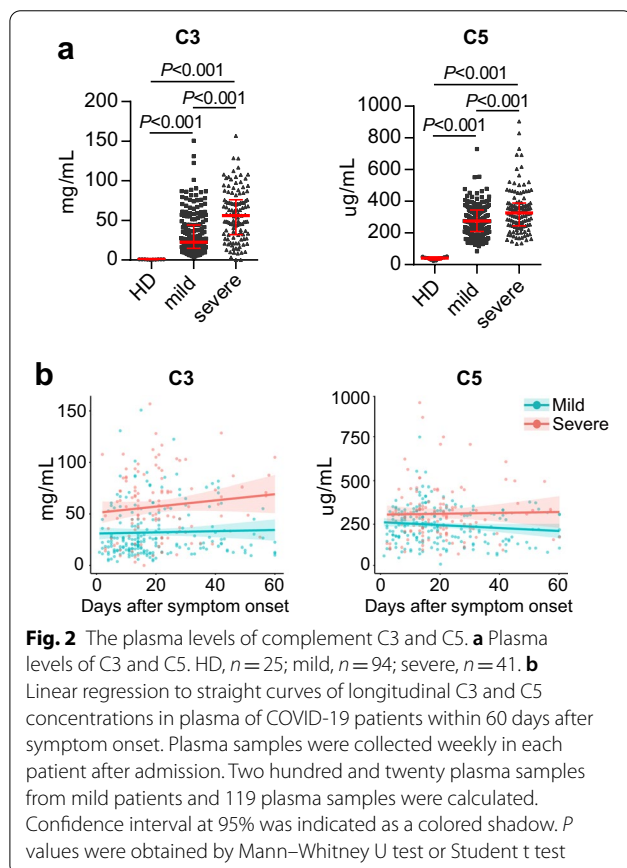 a
C3
C5
P<0.001
P<0.001
P<0.001
P<0.001
P<0.001
P<0.001
200
150
100
50
0
mg/mL
HD
mild
severe
1000
800
600
400
200
0
ug/mL
HD
mild
severe
b
C3
C5
150
100
50
0
mg/mL
0
20
40
60
Days after symptom onset
1000
750
500
250
0
ug/mL
0
20
40
60
Days after symptom onset
Mild
Severe
Fig. 2 The plasma levels of complement C3 and C5. a Plasma
levels of C3 and C5. HD, n = 25; mild, n = 94; severe, n = 41. b
Linear regression to straight curves of longitudinal C3 and C5
concentrations in plasma of COVID-19 patients within 60 days after
symptom onset. Plasma samples were collected weekly in each
patient after admission. Two hundred and twenty plasma samples
from mild patients and 119 plasma samples were calculated.
Confidence interval at 95% was indicated as a colored shadow. P
values were obtained by Mann–Whitney U test or Student t test